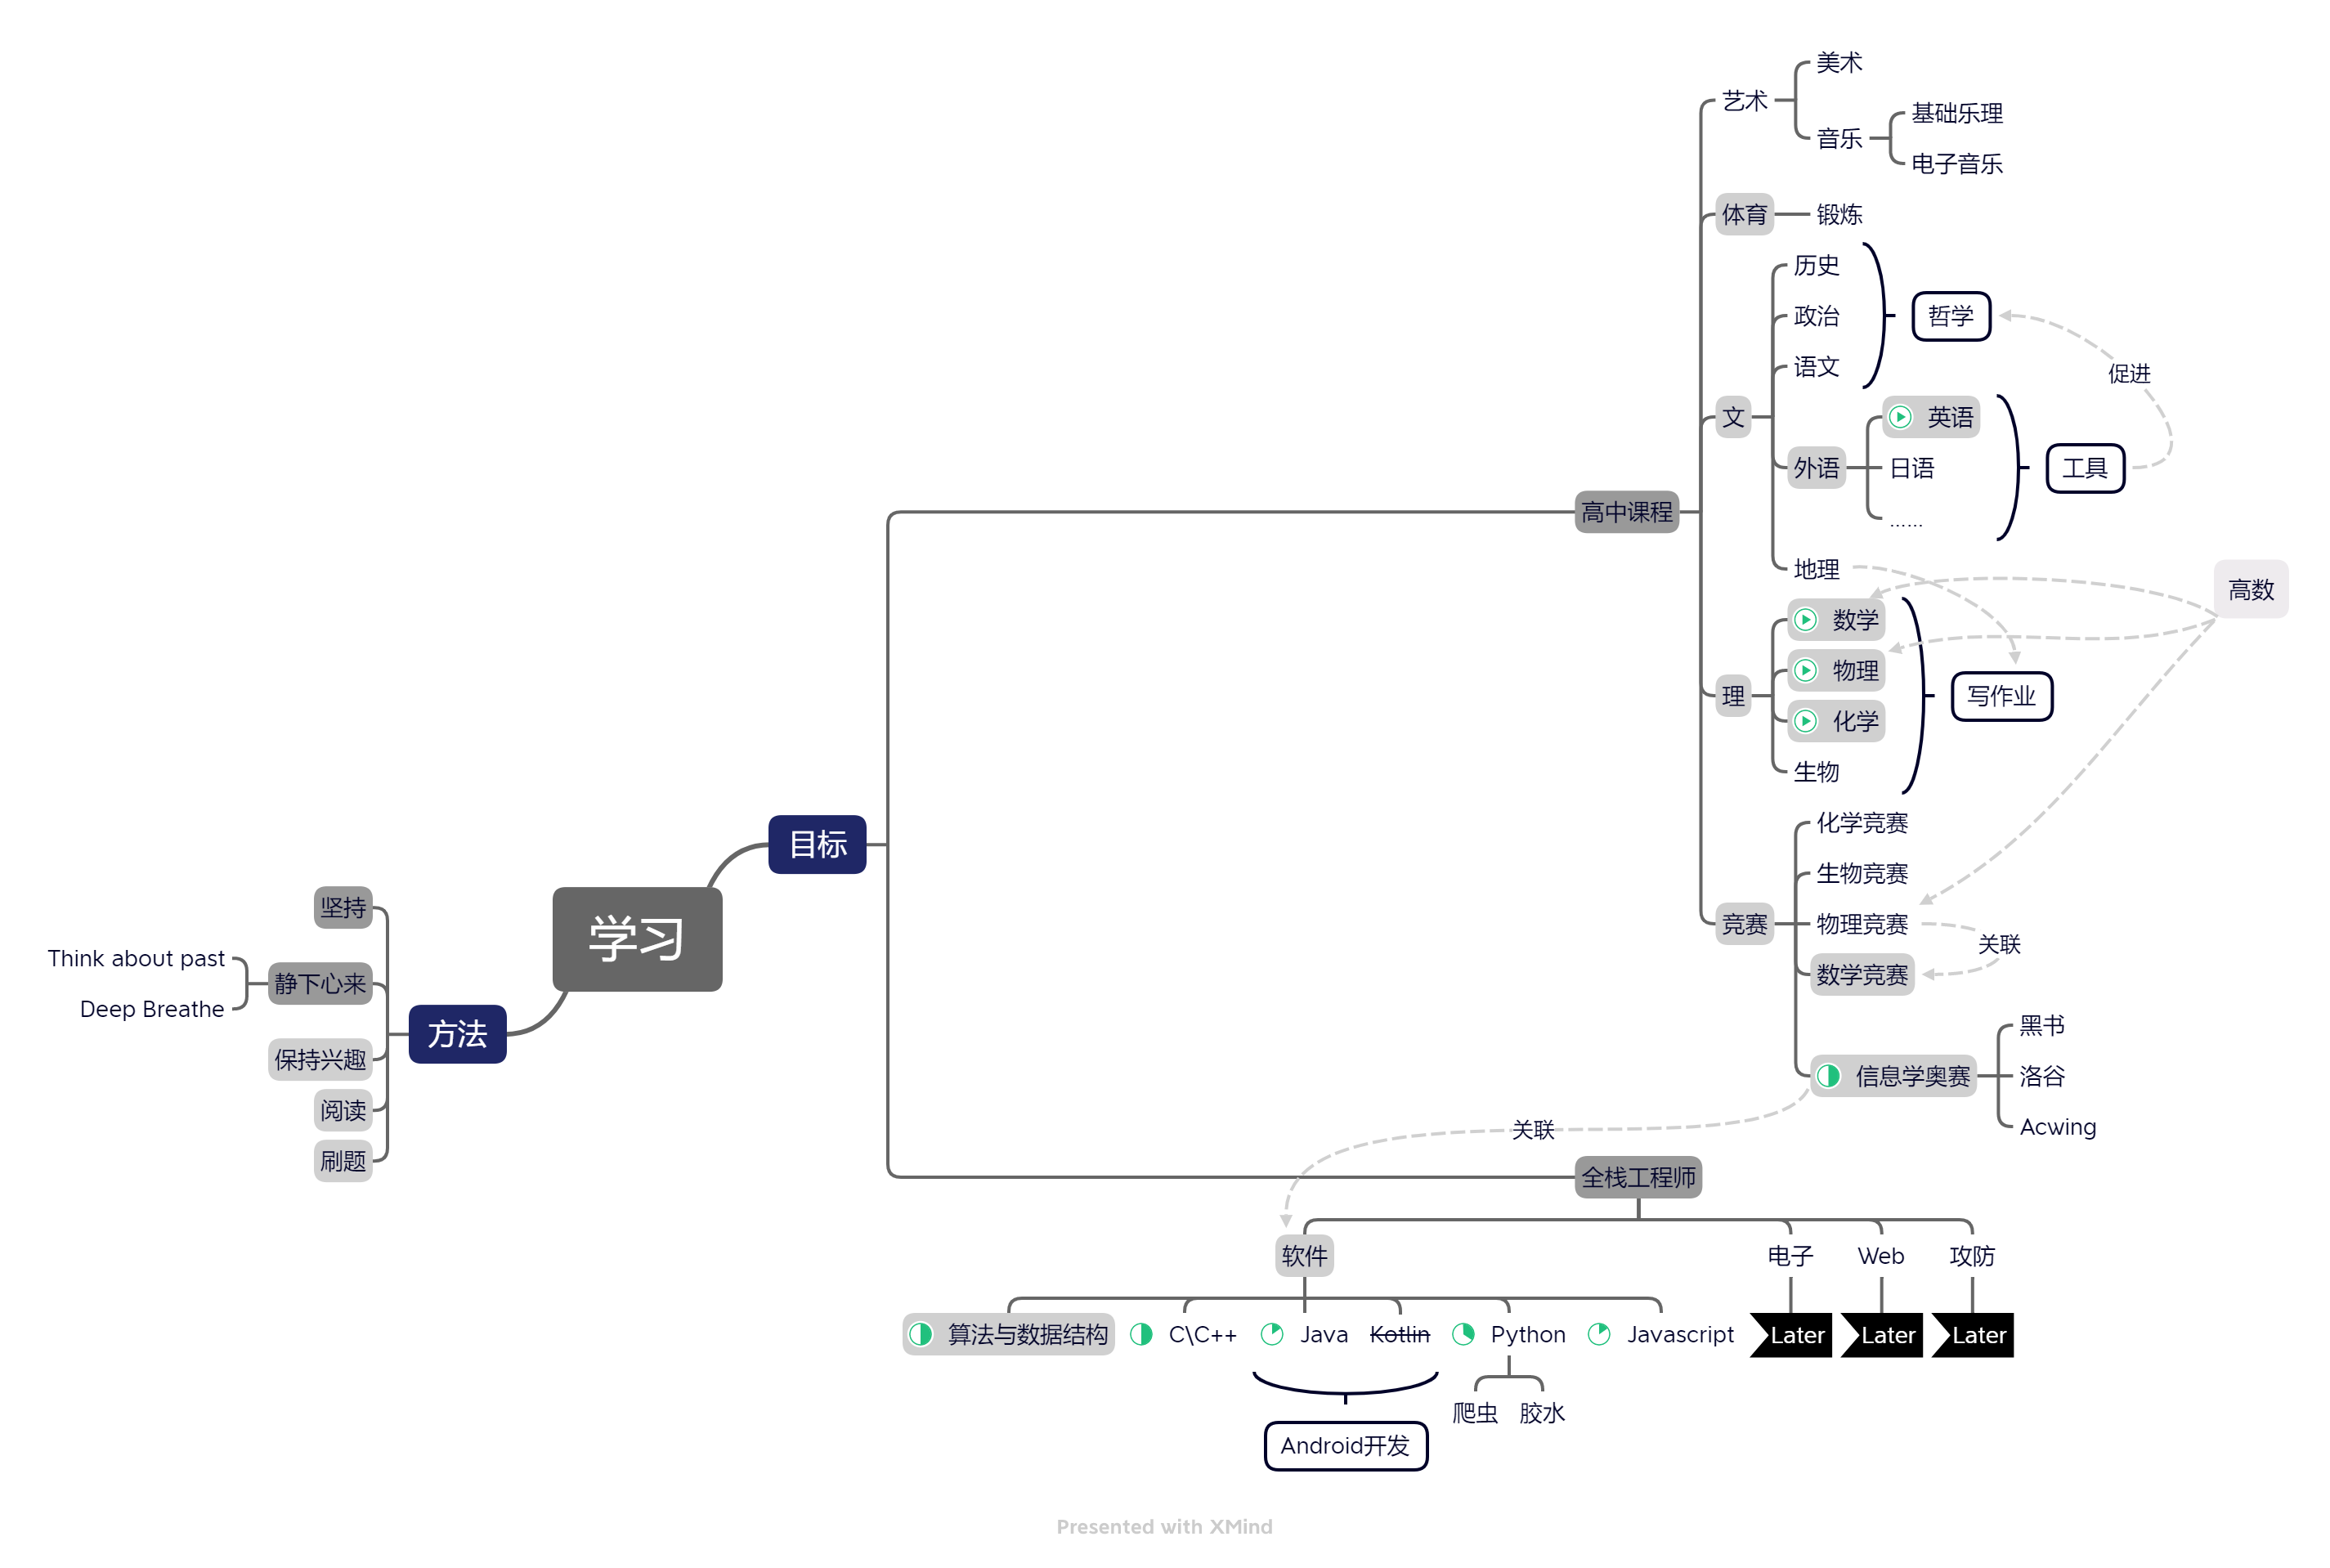 学习
目标
高中课程
艺术
美术
音乐
基础乐理
电子音乐
体育
锻炼
文
历史
政治
语文
哲学
促进
外语
英语
日语
……
工具
地理
高数
理
数学
物理
化学
生物
写作业
竞赛
化学竞赛
生物竞赛
物理竞赛
关联
数学竞赛
信息学奥赛
黑书
洛谷
Acwing
关联
全栈工程师
软件
算法与数据结构
C\C++
Java
Kotlin
Android开发
Python
爬虫
胶水
Javascript
电子
Later
Web
Later
攻防
Later
方法
坚持
静下心来
Think about past
Deep Breathe
保持兴趣
阅读
刷题
Presented with XMind